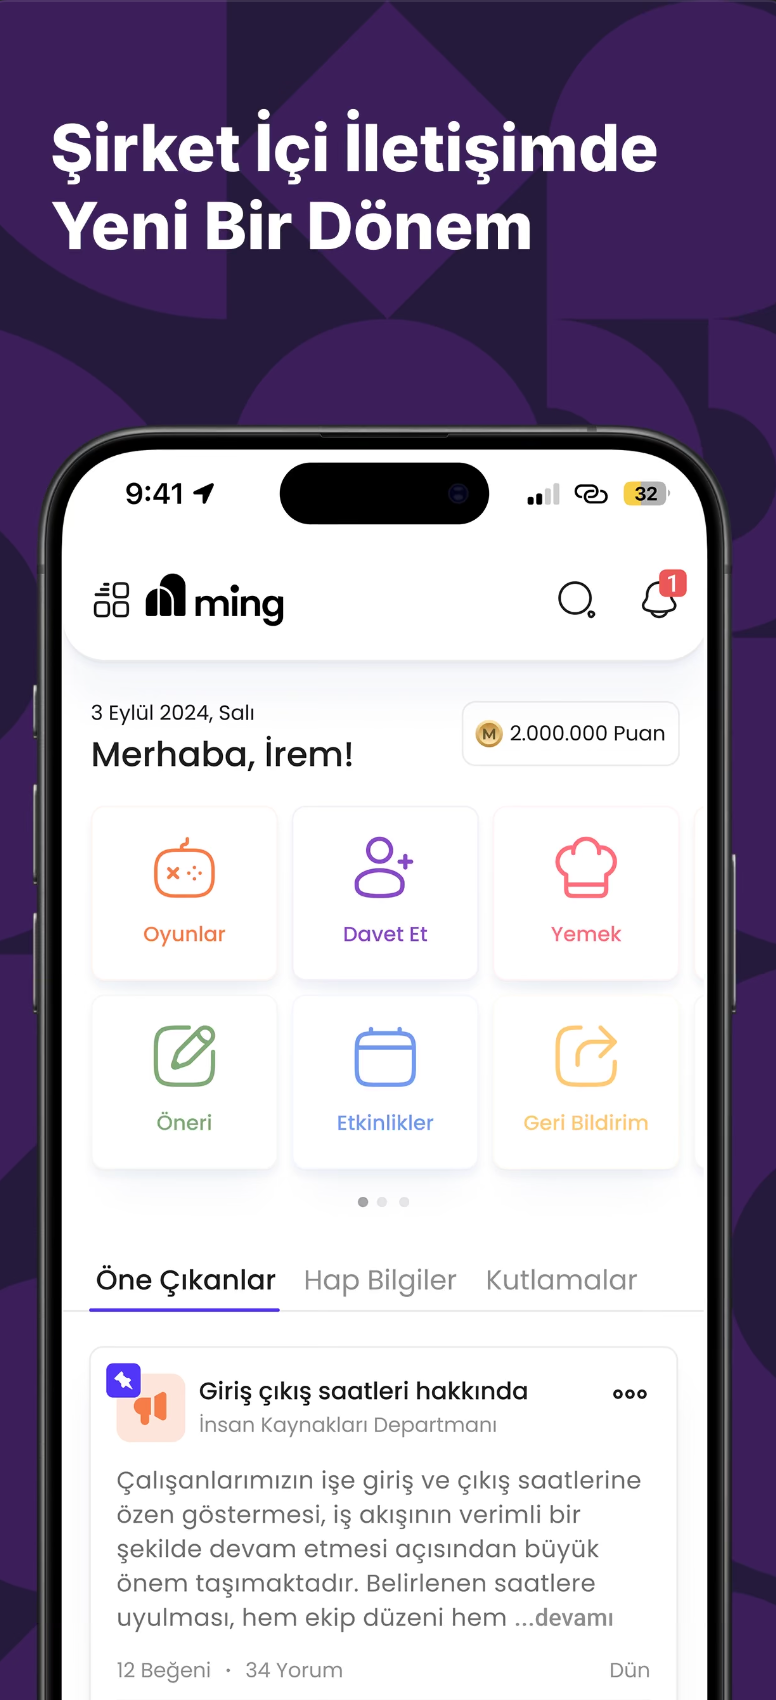 Şirket İçi İletişimde
Yeni Bir Dönem
9:41
32
ming
1
3 Eylül 2024, Salı
Merhaba, İrem!
M 2.000.000 Puan
Oyunlar
Davet Et
Yemek
Öneri
Etkinlikler
Geri Bildirim
Öne Çıkanlar
Hap Bilgiler
Kutlamalar
Giriş çıkış saatleri hakkında
İnsan Kaynakları Departmanı
Çalışanlarımızın işe giriş ve çıkış saatlerine
özen göstermesi, iş akışının verimli bir
şekilde devam etmesi açısından büyük
önem taşımaktadır. Belirlenen saatlere
uyulması, hem ekip düzeni hem ...devamı
12 Beğeni · 34 Yorum
Dün